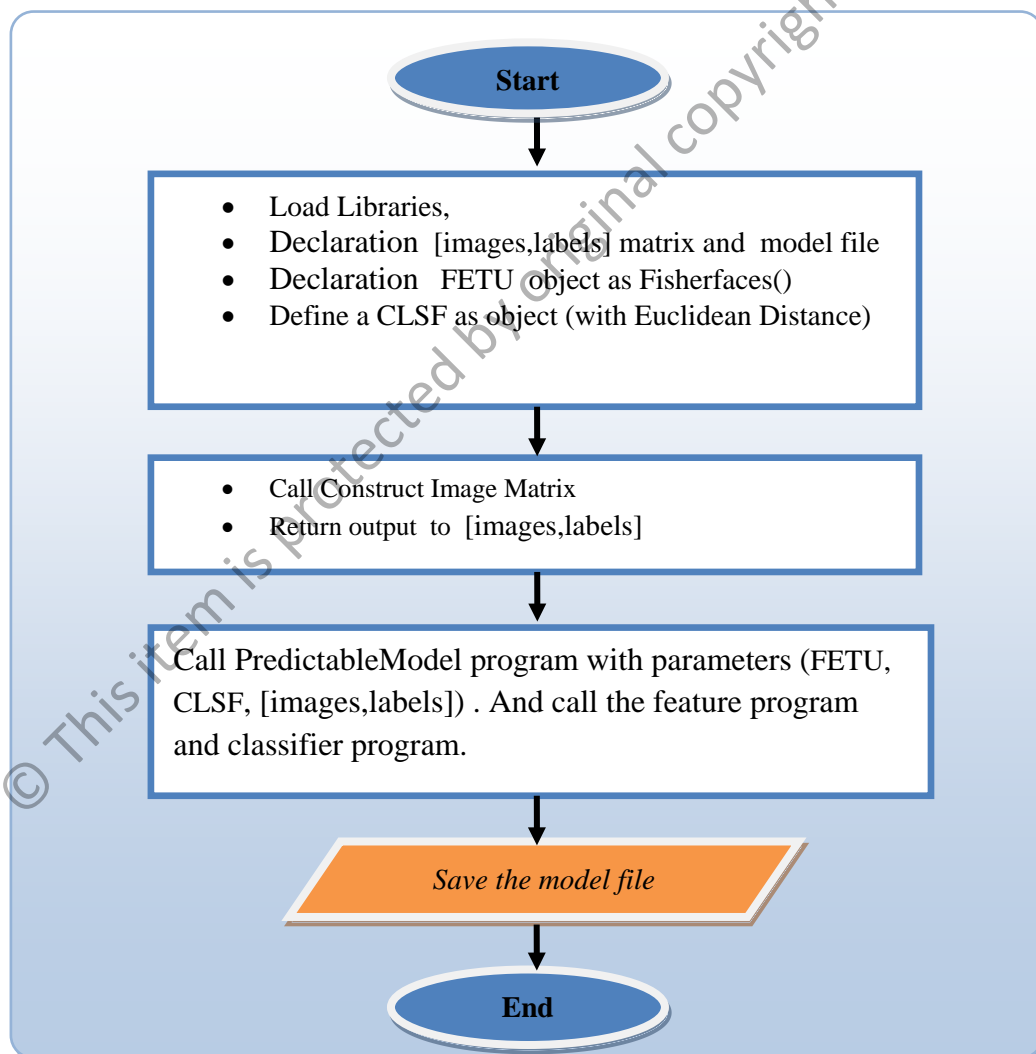 Start
• Load Libraries,
• Declaration [images,labels] matrix and model file
• Declaration FETU object as Fisherfaces()
• Define a CLSF as object (with Euclidean Distance)
• Call Construct Image Matrix
• Return output to [images,labels]
Call PredictableModel program with parameters (FETU,
CLSF, [images,labels]) . And call the feature program
and classifier program.
Save the model file
End
© This item is protected by original copyright